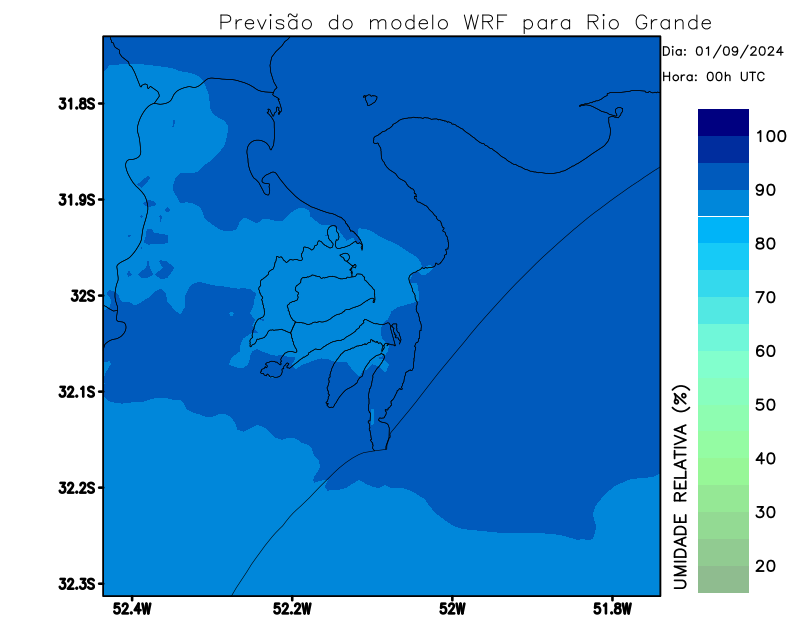 Previsão do modelo WRF para Rio Grande
Dia: 01/09/2024
Hora: 00h UTC
31.8S
31.9S
32S
32.1S
32.2S
32.3S
52.4W
52.2W
52W
51.8W
100
90
80
70
60
50
40
30
20
UMIDADE RELATIVA (%)